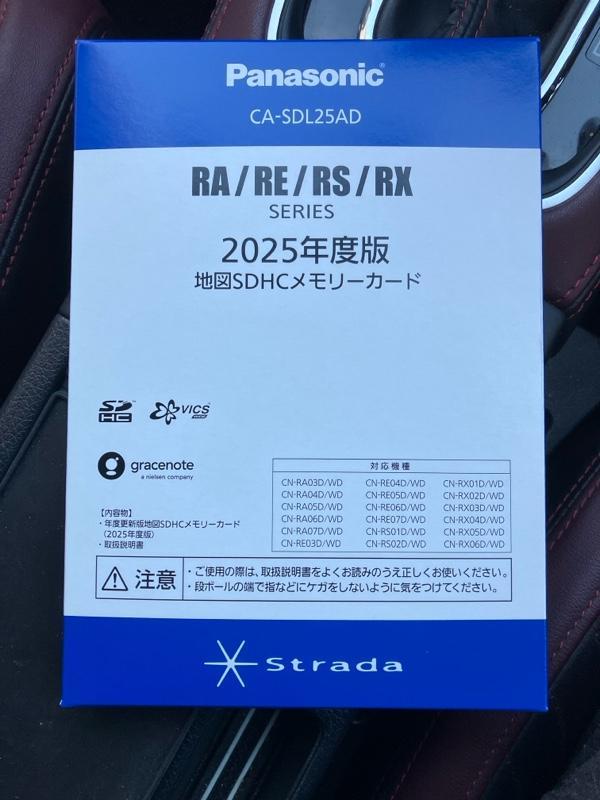 Panasonic
CA-SDL25AD
RA/RE/RS/RX
SERIES
2025年度版
地図SDHCメモリーカード
SD HC VICS
gracenote
a nielsen company
【内容物】
・年度更新版地図SDHCメモリーカード
（2025年度版）
・取扱説明書
対応機種
CN-RA03D/WD CN-RE04D/WD CN-RX01D/WD
CN-RA04D/WD CN-RE05D/WD CN-RX02D/WD
CN-RA05D/WD CN-RE06D/WD CN-RX03D/WD
CN-RA06D/WD CN-RE07D/WD CN-RX04D/WD
CN-RA07D/WD CN-RS01D/WD CN-RX05D/WD
CN-RE03D/WD CN-RS02D/WD CN-RX06D/WD
注意
・ご使用の際は、取扱説明書をよくお読みのうえ正しくお使いください。
・段ボールの端で指などにケガをしないように気をつけてください。
Strada